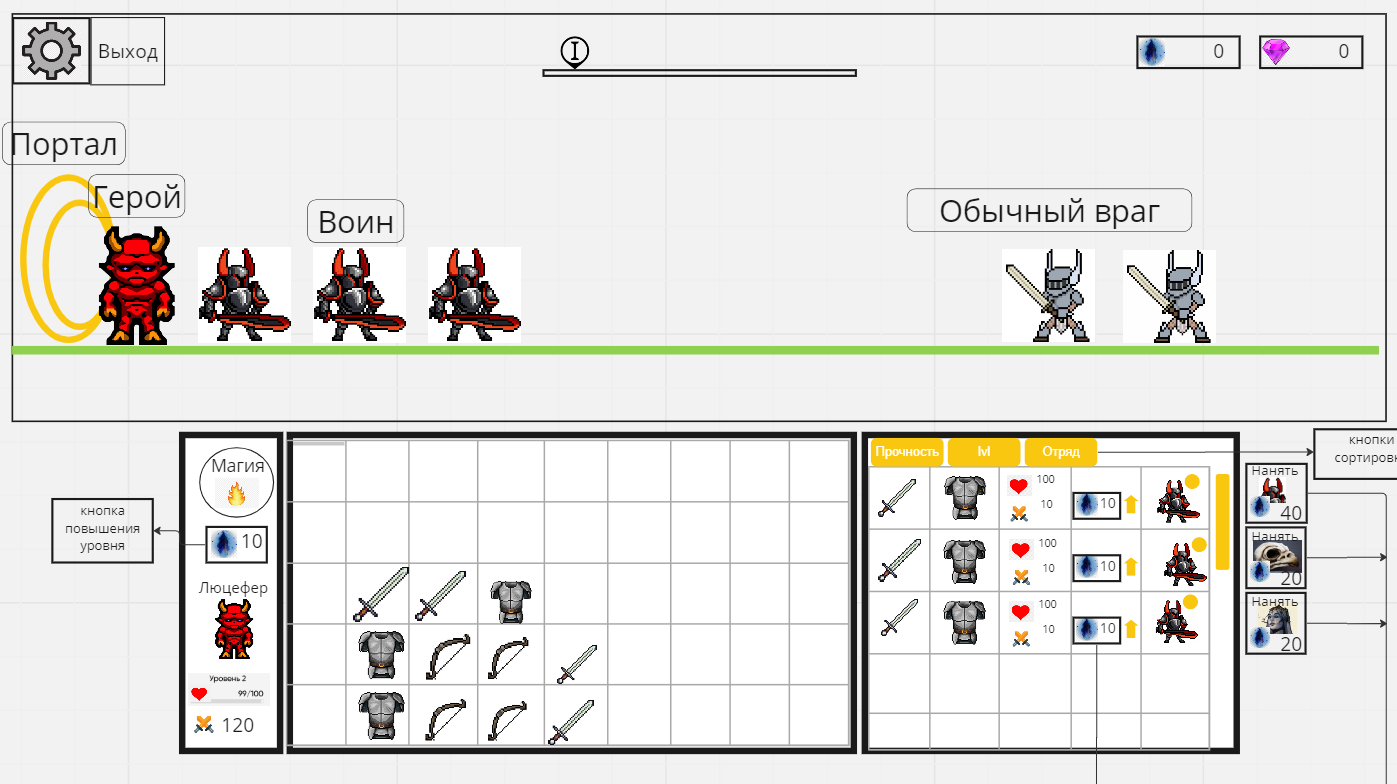 Выход
I
0
0
Портал
Герой
Воин
Обычный враг
кнопка
повышения
уровня
Магия
10
Люцефер
Уровень 2
99/100
120
Прочность
М
Отряд
100
10
10
100
10
10
100
10
10
Нанять
40
Нанять
20
Нанять
20
кнопки
сортировк